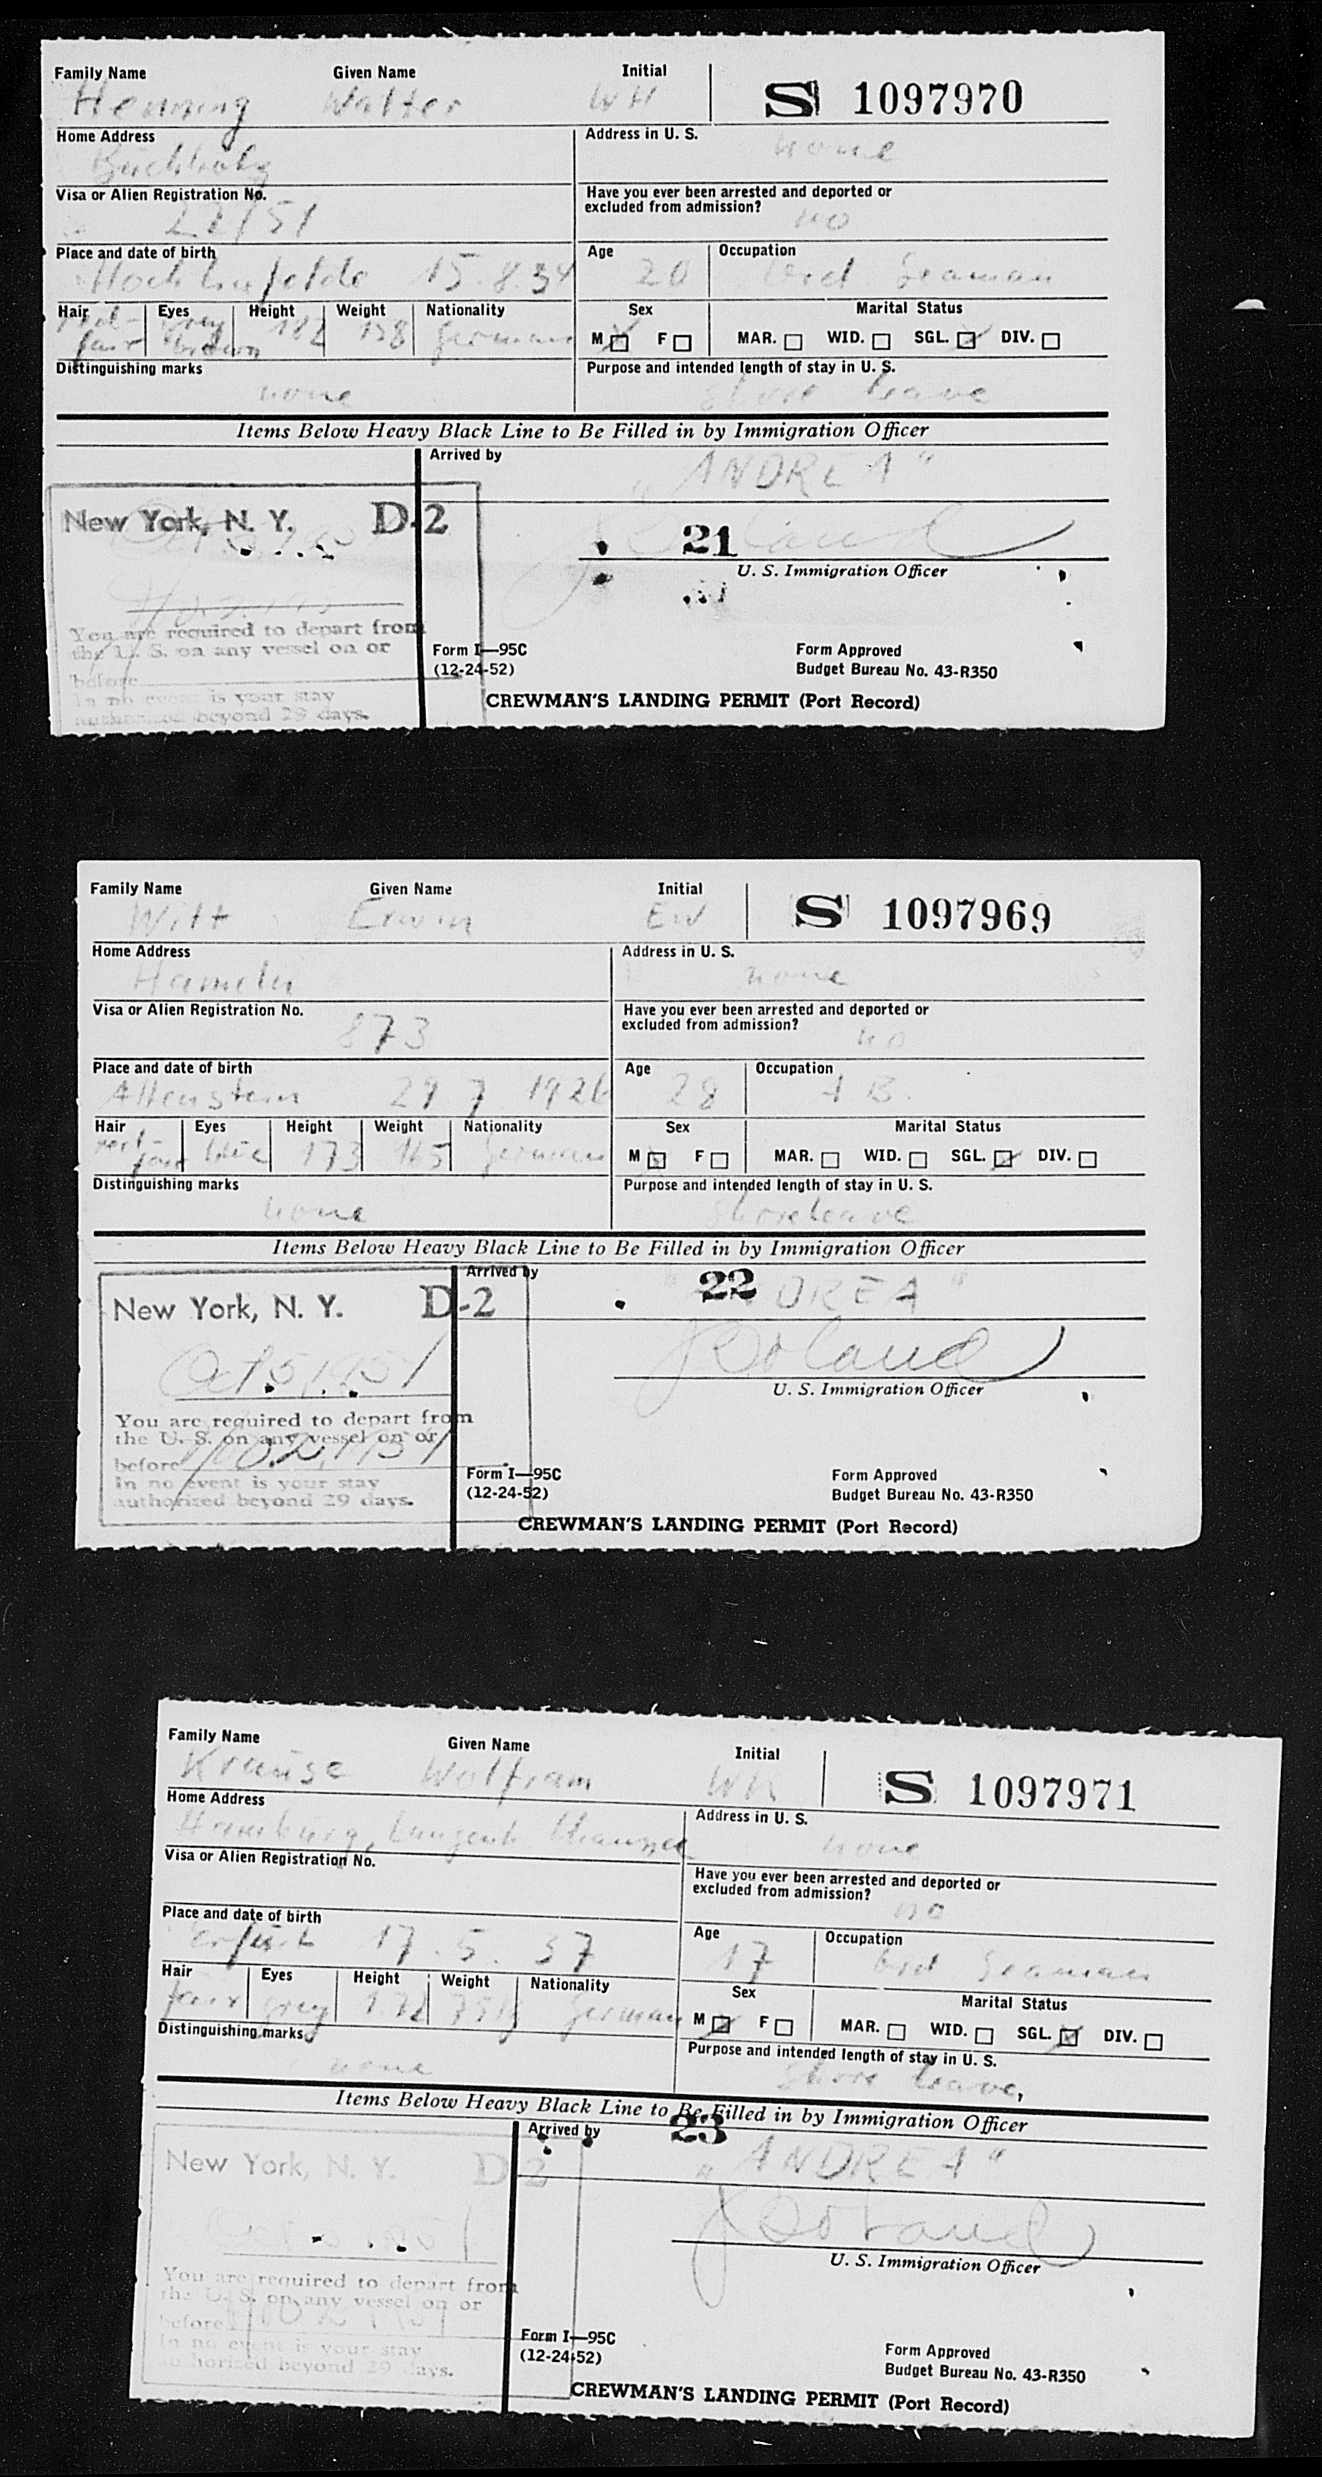 Family Name Given Name Initial
Henning Walter WH S 1097970
Home Address Address in U. S.
Buchholz none
Visa or Alien Registration No. Have you ever been arrested and deported or
excluded from admission?
27/51 no
Place and date of birth Age Occupation
15.8.34 20 Ord Seaman
Hair Eyes Height Weight Nationality Sex Marital Status
red- grey 182 158 german
fair brown M F MAR. WID. SGL. DIV.
Distinguishing marks Purpose and intended length of stay in U. S.
none shore leave
Items Below Heavy Black Line to Be Filled in by Immigration Officer
Arrived by
"ANDREA"
New York, N. Y. D-2
21
U. S. Immigration Officer
You are required to depart from
the U. S. on any vessel on or
before
In no event is your stay
authorized beyond 29 days.
Form I—95C Form Approved
(12-24-52) Budget Bureau No. 43-R350
CREWMAN'S LANDING PERMIT (Port Record)
Family Name Given Name Initial
Witt Erwin EW S 1097969
Home Address Address in U. S.
Hameln none
Visa or Alien Registration No. Have you ever been arrested and deported or
excluded from admission?
873 no
Place and date of birth Age Occupation
Allenstein 29 7 1926 28 A B.
Hair Eyes Height Weight Nationality Sex Marital Status
red-
fair blue 173 165 german M F MAR. WID. SGL. DIV.
Distinguishing marks Purpose and intended length of stay in U. S.
none shoreleave
Items Below Heavy Black Line to Be Filled in by Immigration Officer
Arrived by
22 "ANDREA"
New York, N. Y. D-2
U. S. Immigration Officer
You are required to depart from
the U. S. on any vessel on or
before
In no event is your stay
authorized beyond 29 days.
Form I—95C Form Approved
(12-24-52) Budget Bureau No. 43-R350
CREWMAN'S LANDING PERMIT (Port Record)
Family Name Given Name Initial
Krause Wolfram WK S 1097971
Home Address Address in U. S.
Hamburg, none
Visa or Alien Registration No. Have you ever been arrested and deported or
excluded from admission?
no
Place and date of birth Age Occupation
Erfurt 17.5.37 17 Ord Seaman
Hair Eyes Height Weight Nationality Sex Marital Status
fair grey german M F MAR. WID. SGL. DIV.
Distinguishing marks Purpose and intended length of stay in U. S.
none shore leave,
Items Below Heavy Black Line to Be Filled in by Immigration Officer
Arrived by 23
"ANDREA"
New York, N. Y. D-2
U. S. Immigration Officer
You are required to depart from
the U. S. on any vessel on or
before
In no event is your stay
authorized beyond 29 days.
Form I—95C Form Approved
(12-24-52) Budget Bureau No. 43-R350
CREWMAN'S LANDING PERMIT (Port Record)